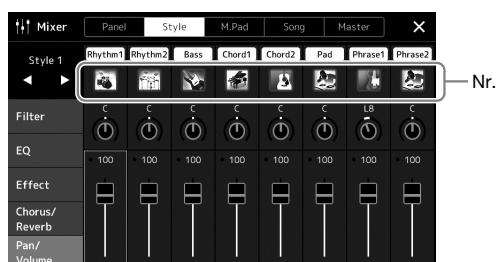 Mixer Panel Style M.Pad Song Master ×
Style 1 Rhythm1 Rhythm2 Bass Chord1 Chord2 Pad Phrase1 Phrase2
Nr.
Filter C C C C C C L8 C
EQ
100 100 100 100 100 100 100 100
Effect
Chorus/
Reverb
Pan/
Volume